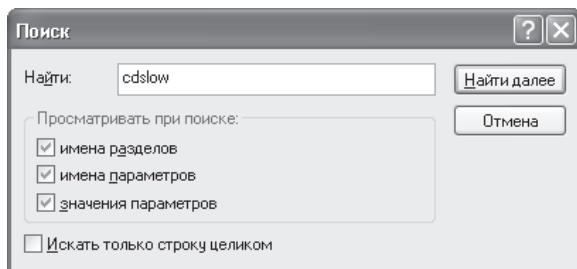 Поиск
Найти: cdslow Найти далее
Просматривать при поиске: Отмена
имена разделов
имена параметров
значения параметров
Искать только строку целиком